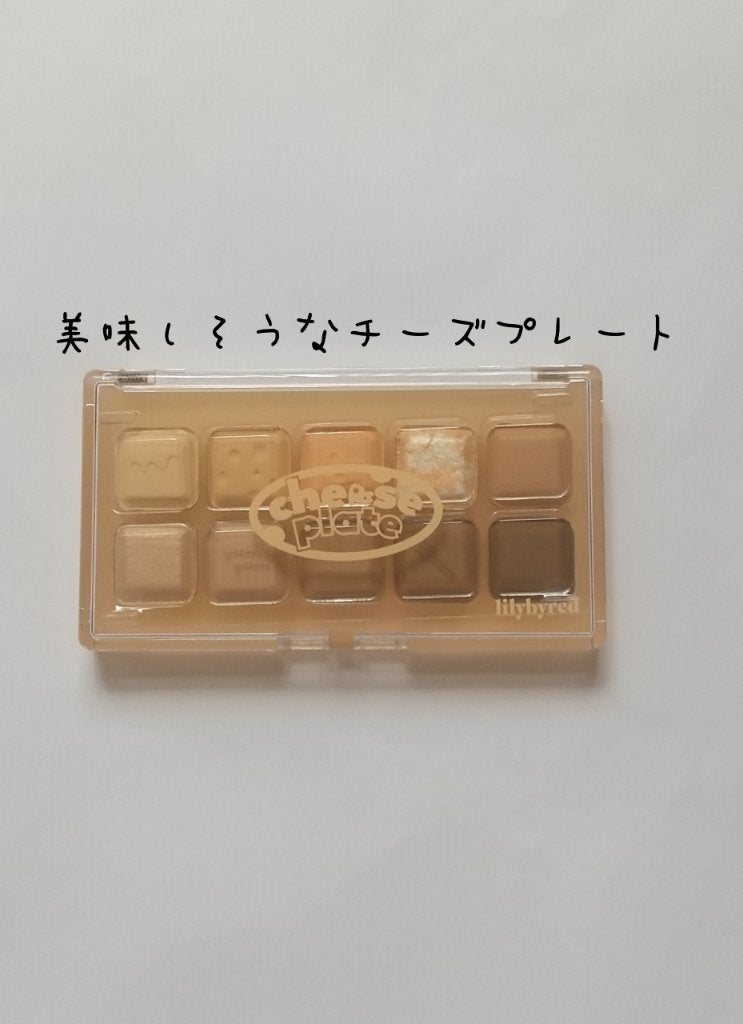 美味しそうなチーズプレート
cheese
plate
lilybyred